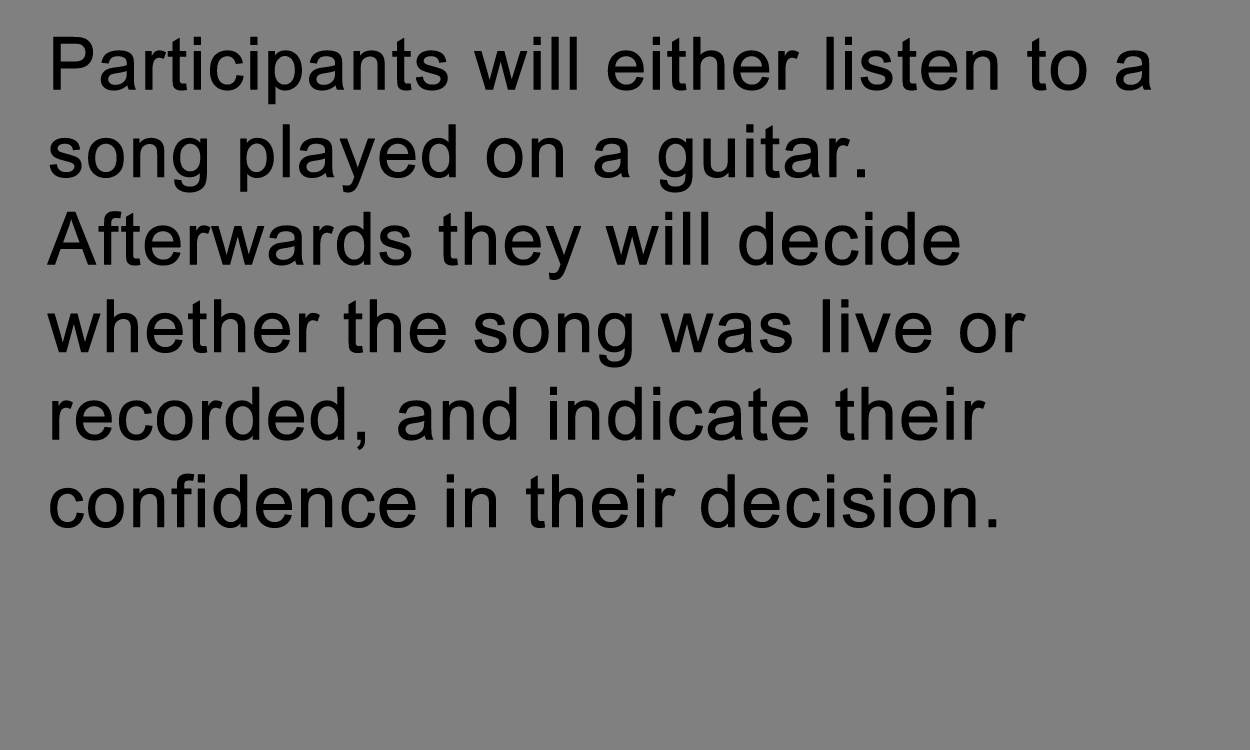 Participants will either listen to a
song played on a guitar.
Afterwards they will decide
whether the song was live or
recorded, and indicate their
confidence in their decision.